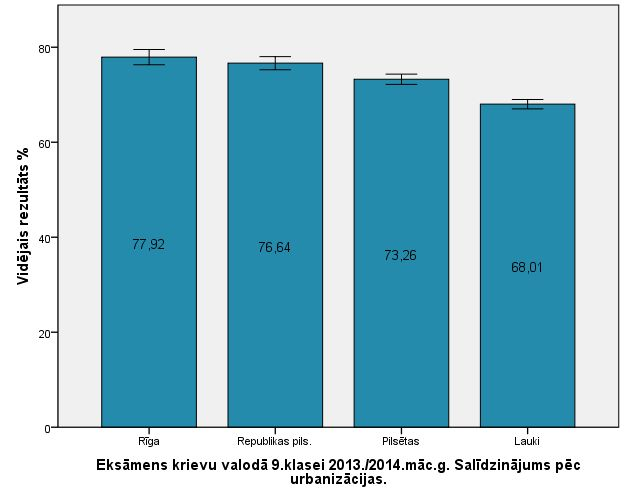 80
60
40
20
0
Vidējais rezultāts %
77,92
76,64
73,26
68,01
Rīga
Republikas pils.
Pilsētas
Lauki
Eksāmens krievu valodā 9.klasei 2013./2014.māc.g. Salīdzinājums pēc
urbanizācijas.